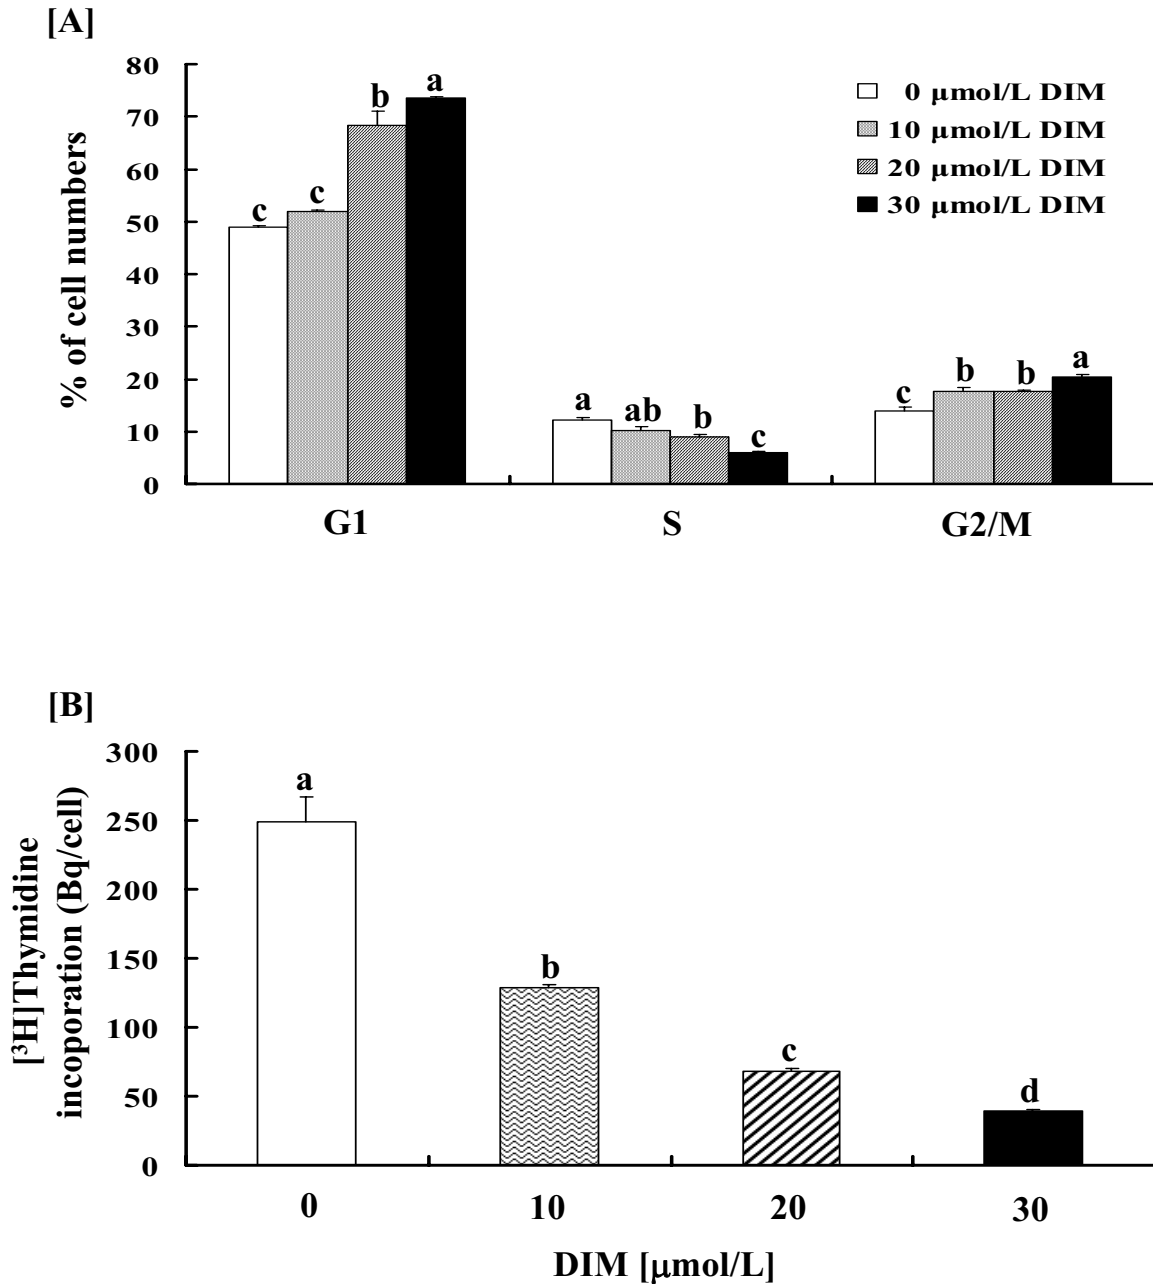 [A]
80
70
60
50
40
30
20
10
0
% of cell numbers
c
c
b
a
a
ab
b
c
c
b
b
a
0 µmol/L DIM
10 µmol/L DIM
20 µmol/L DIM
30 µmol/L DIM
G1
S
G2/M
[B]
300
250
200
150
100
50
0
[³H]Thymidine
incoporation (Bq/cell)
a
b
c
d
0
10
20
30
DIM [µmol/L]